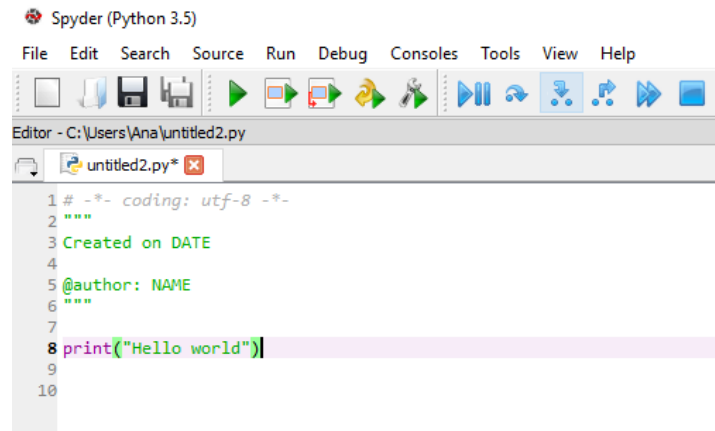 Spyder (Python 3.5)
File Edit Search Source Run Debug Consoles Tools View Help
Editor - C:\Users\Ana\untitled2.py
untitled2.py*
1 # -*- coding: utf-8 -*-
2 """
3 Created on DATE
4
5 @author: NAME
6 """
7
8 print("Hello world")
9
10